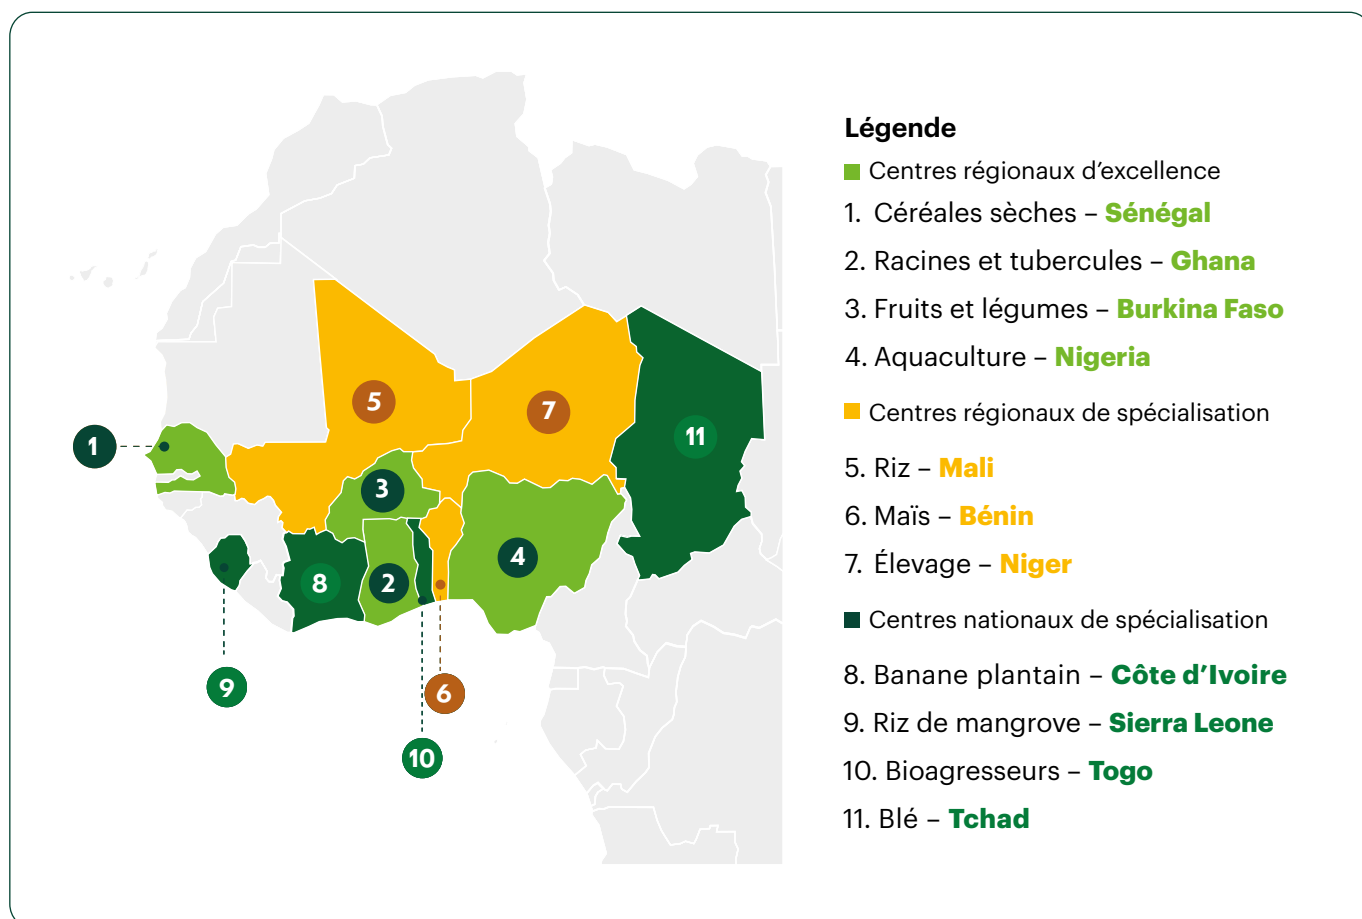 Légende
Centres régionaux d’excellence
1. Céréales sèches – Sénégal
2. Racines et tubercules – Ghana
3. Fruits et légumes – Burkina Faso
4. Aquaculture – Nigeria
Centres régionaux de spécialisation
5. Riz – Mali
6. Maïs – Bénin
7. Élevage – Niger
Centres nationaux de spécialisation
8. Banane plantain – Côte d’Ivoire
9. Riz de mangrove – Sierra Leone
10. Bioagresseurs – Togo
11. Blé – Tchad
5
7
11
1
3
4
8
2
9
6
10